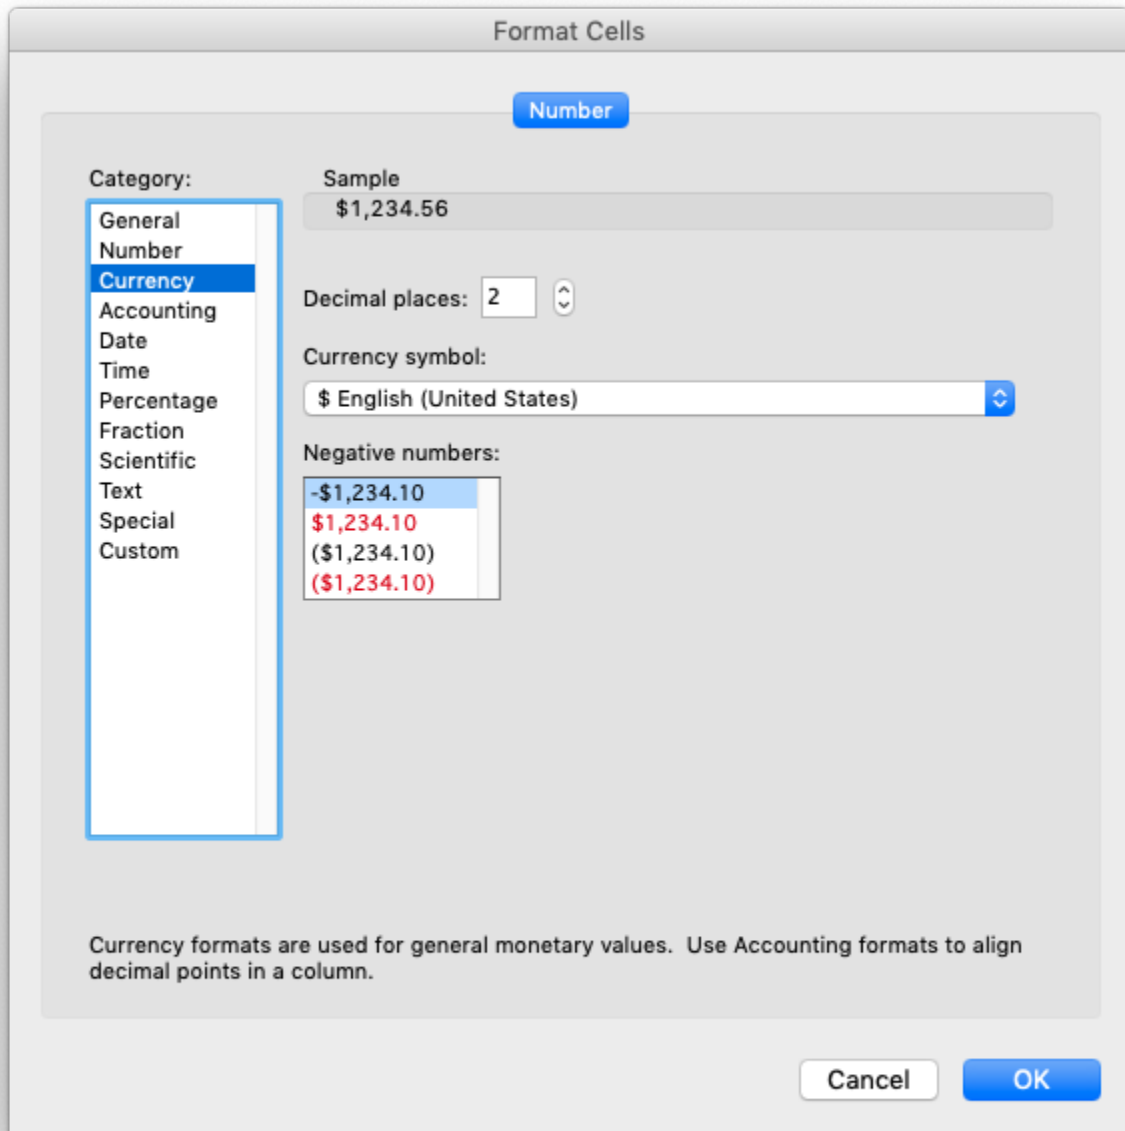 Format Cells
Number
Category:
General
Number
Currency
Accounting
Date
Time
Percentage
Fraction
Scientific
Text
Special
Custom
Sample
$1,234.56
Decimal places: 2
Currency symbol:
$ English (United States)
Negative numbers:
-$1,234.10
$1,234.10
($1,234.10)
($1,234.10)
Currency formats are used for general monetary values.  Use Accounting formats to align
decimal points in a column.
Cancel
OK